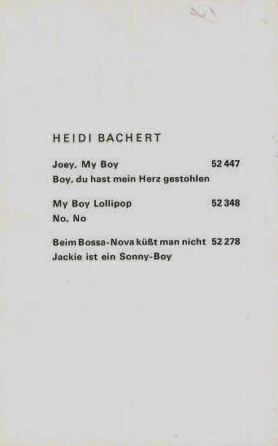 HEIDI BACHERT
Joey, My Boy 52 447
Boy, du hast mein Herz gestohlen
My Boy Lollipop 52 348
No, No
Beim Bossa-Nova küßt man nicht 52 278
Jackie ist ein Sonny-Boy